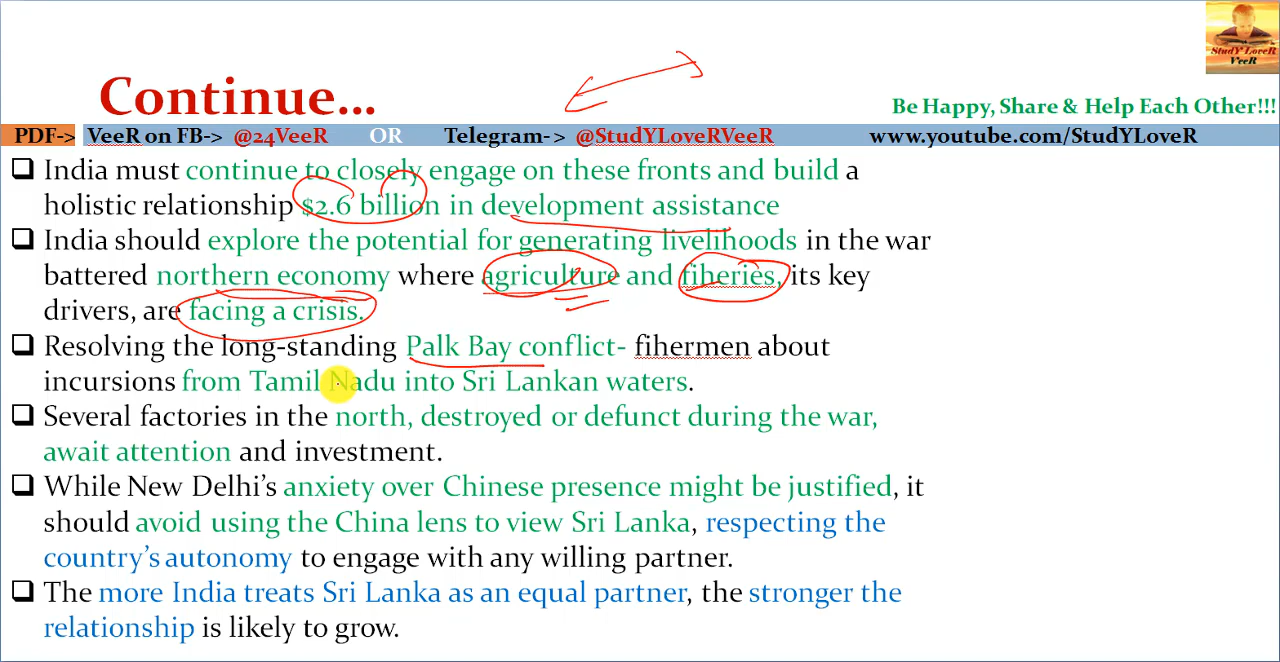 StudY LoveR
VeeR
Continue...
Be Happy, Share & Help Each Other!!!
PDF-> VeeR on FB-> @24VeeR OR Telegram- > @StudYLoveRVeeR www.youtube.com/StudYLoveR
❑ India must continue to closely engage on these fronts and build a
holistic relationship $2.6 billion in development assistance
❑ India should explore the potential for generating livelihoods in the war
battered northern economy where agriculture and fiheries, its key
drivers, are facing a crisis.
❑ Resolving the long-standing Palk Bay conflict- fihermen about
incursions from Tamil Nadu into Sri Lankan waters.
❑ Several factories in the north, destroyed or defunct during the war,
await attention and investment.
❑ While New Delhi's anxiety over Chinese presence might be justified, it
should avoid using the China lens to view Sri Lanka, respecting the
country's autonomy to engage with any willing partner.
❑ The more India treats Sri Lanka as an equal partner, the stronger the
relationship is likely to grow.